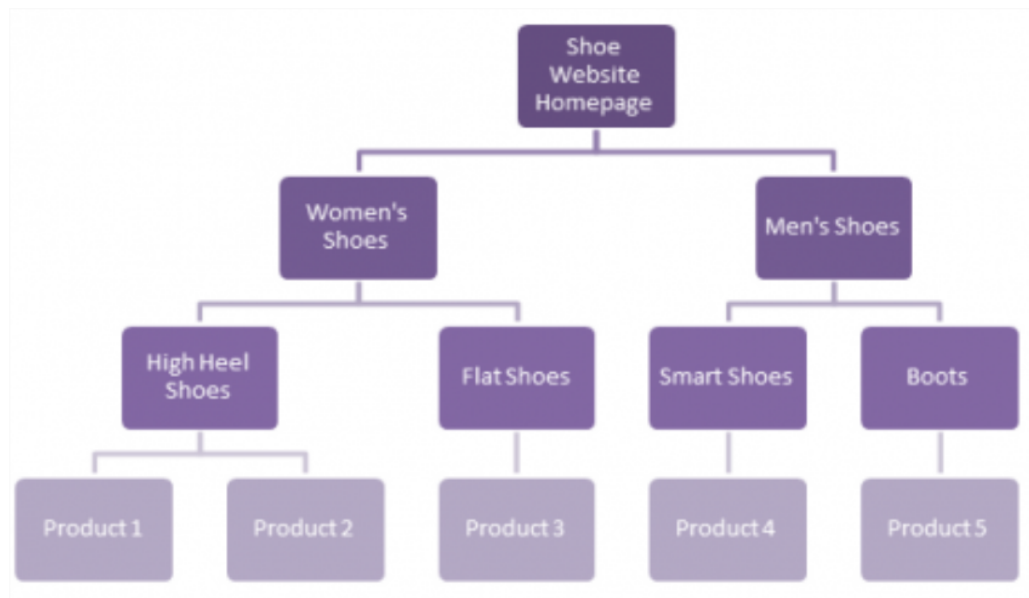 Shoe
Website
Homepage
Women's
Shoes
Men's Shoes
High Heel
Shoes
Flat Shoes
Smart Shoes
Boots
Product 1
Product 2
Product 3
Product 4
Product 5